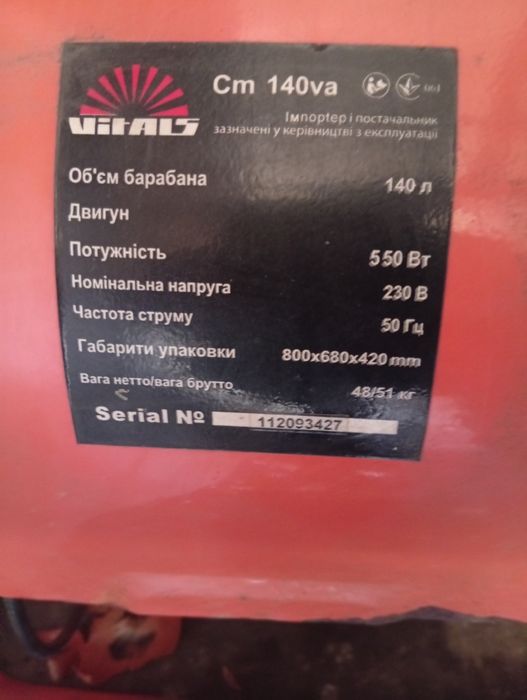 VITALS
Cm 140va
Імпортер і постачальник
зазначені у керівництві з експлуатації
Об'єм барабана 140 л
Двигун
Потужність 550 Вт
Номінальна напруга 230 В
Частота струму 50 Гц
Габарити упаковки 800x680x420 mm
Вага нетто/вага брутто 48/51 кг
Serial № 112093427